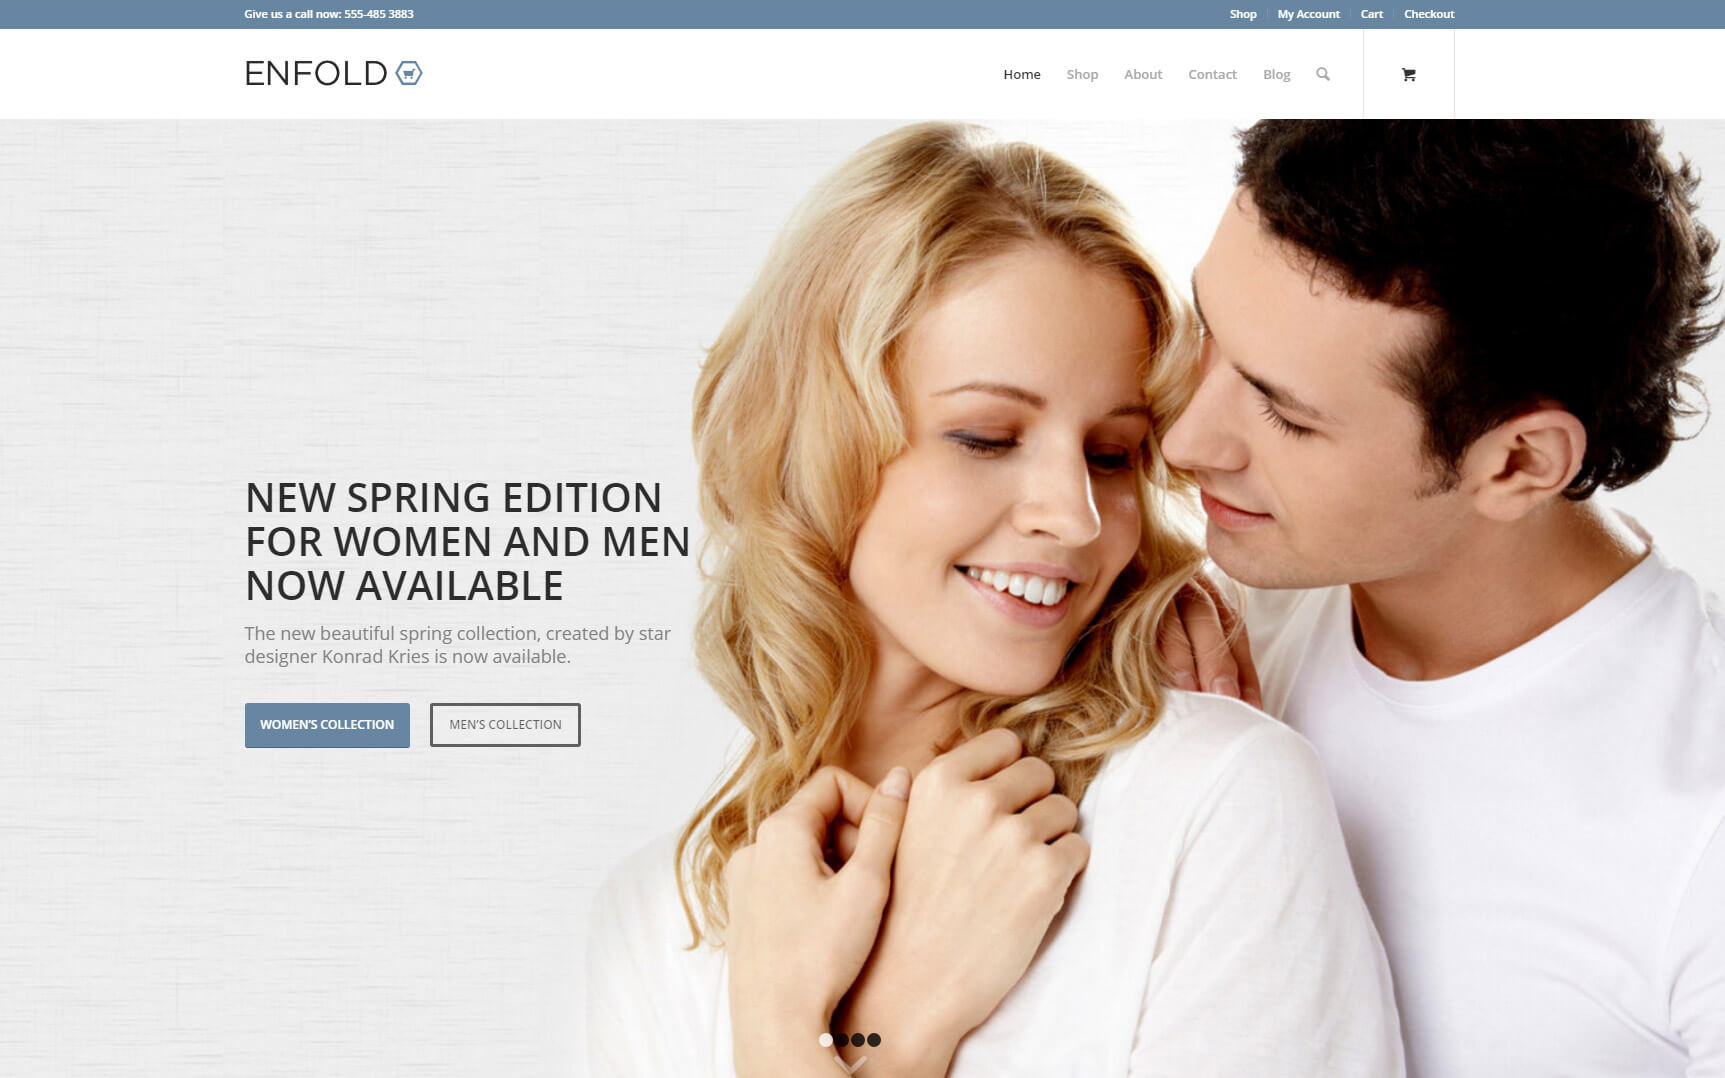 Give us a call now: 555-485 3883
Shop
My Account
Cart
Checkout
ENFOLD
Home
Shop
About
Contact
Blog
NEW SPRING EDITION
FOR WOMEN AND MEN
NOW AVAILABLE
The new beautiful spring collection, created by star
designer Konrad Kries is now available.
WOMEN'S COLLECTION
MEN'S COLLECTION